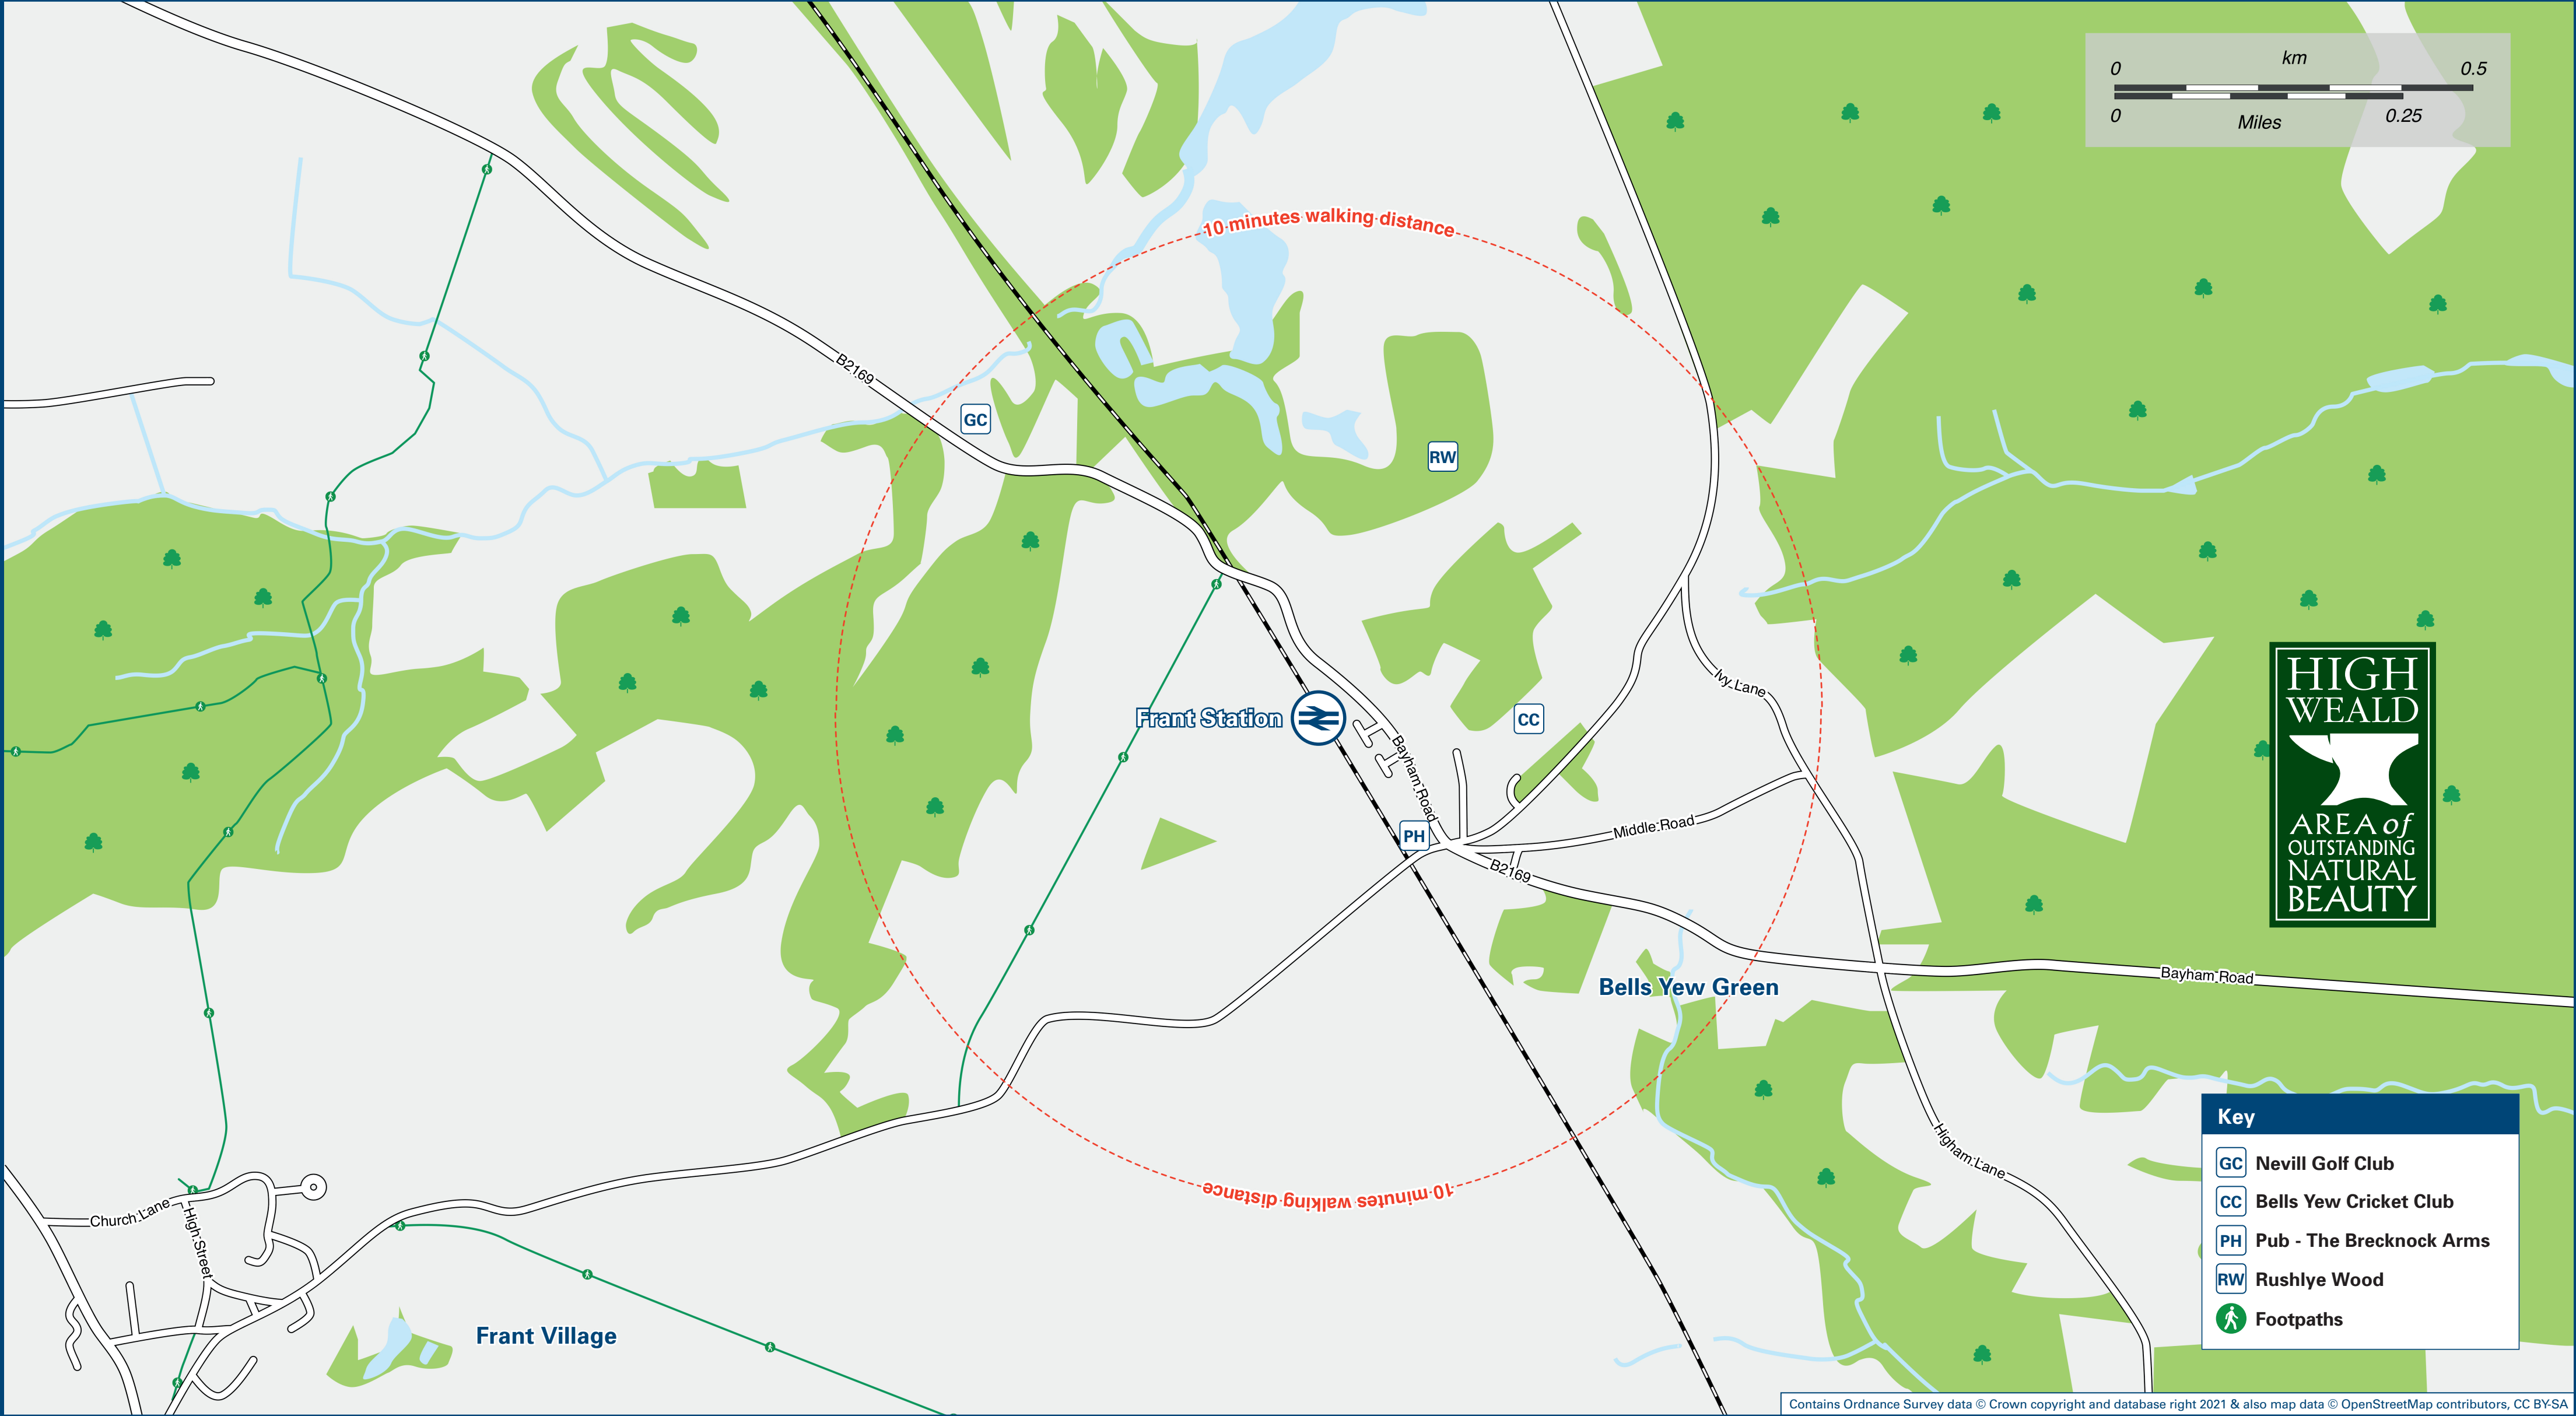 km
0 0.5
0 0.25
Miles
10 minutes walking distance
B2169
GC
RW
Ivy Lane
Frant Station
CC
Bayham Road
PH
Middle Road
B2169
HIGH
WEALD
AREA of
OUTSTANDING
NATURAL
BEAUTY
Bells Yew Green
Bayham Road
Higham Lane
10 minutes walking distance
Church Lane
High Street
Frant Village
Key
GC Nevill Golf Club
CC Bells Yew Cricket Club
PH Pub - The Brecknock Arms
RW Rushlye Wood
Footpaths
Contains Ordnance Survey data © Crown copyright and database right 2021 & also map data © OpenStreetMap contributors, CC BY-SA